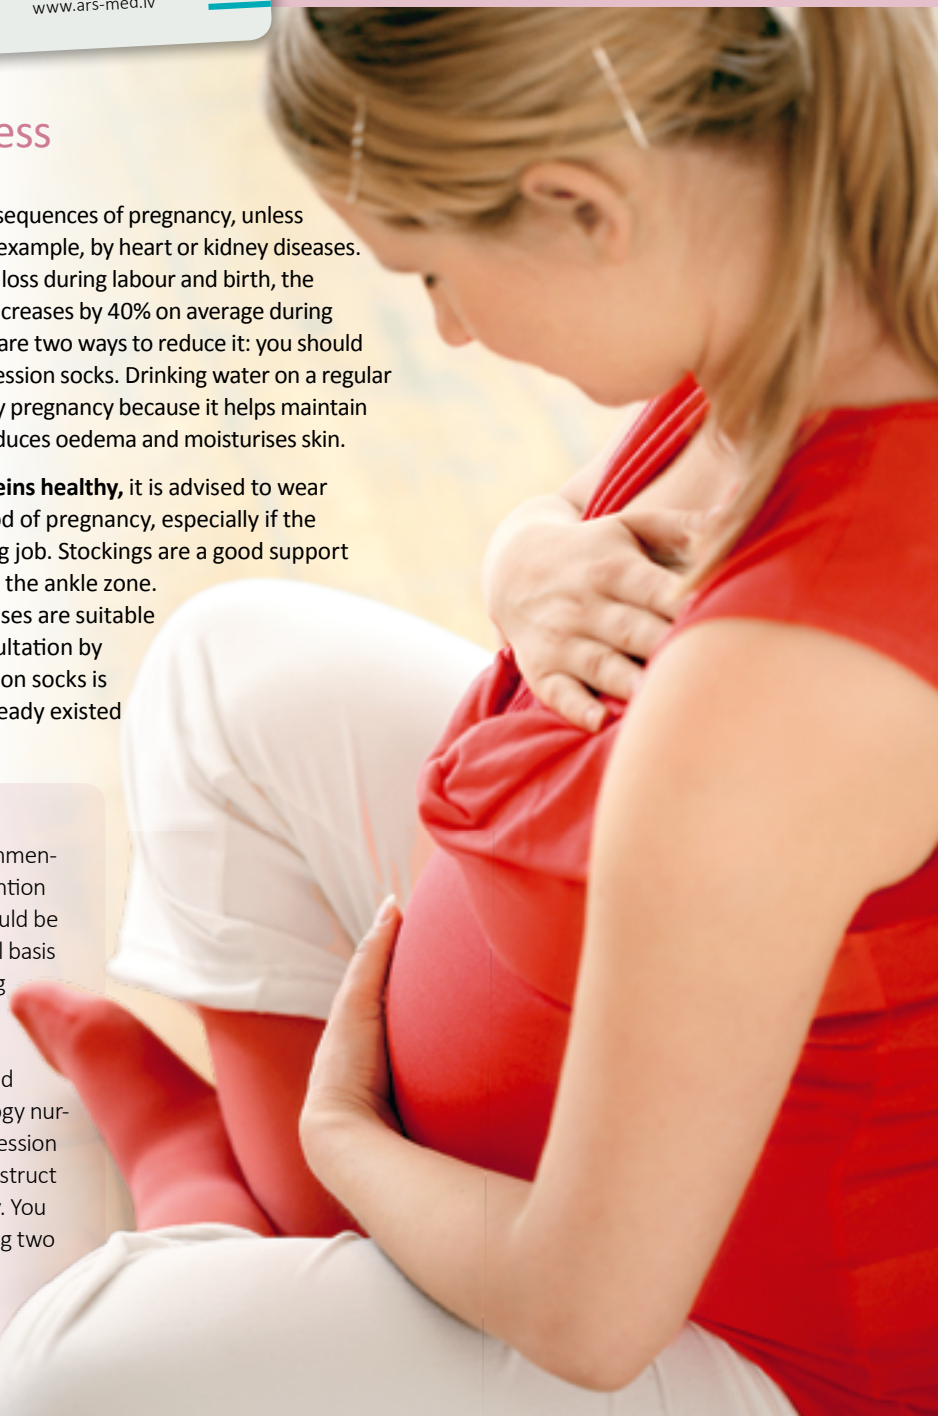 www.ars-med.lv
ess
sequences of pregnancy, unless
example, by heart or kidney diseases.
loss during labour and birth, the
creases by 40% on average during
are two ways to reduce it: you should
ession socks. Drinking water on a regular
y pregnancy because it helps maintain
duces oedema and moisturises skin.
eins healthy, it is advised to wear
od of pregnancy, especially if the
g job. Stockings are a good support
the ankle zone.
ses are suitable
ultation by
on socks is
eady existed
nmen-
ntion
uld be
l basis
g
d
gy nur-
ession
struct
. You
g two